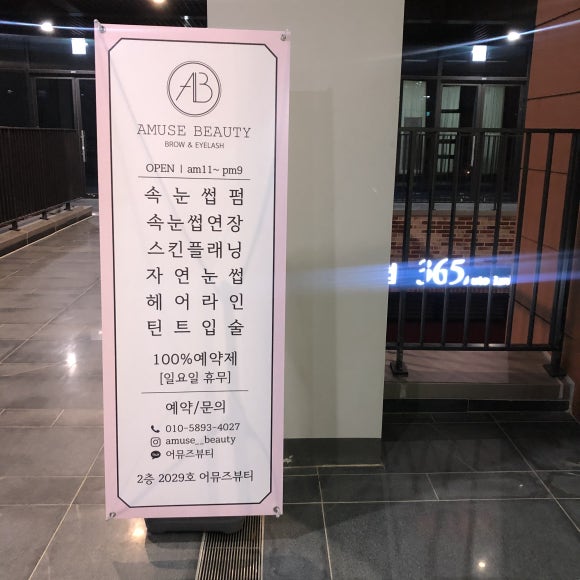 AB
AMUSE BEAUTY
BROW & EYELASH
OPEN | am11~ pm9
속 눈 썹 펌
속눈썹연장
스킨플래닝
자 연 눈 썹
헤 어 라 인
틴 트 입 술
100%예약제
[일요일 휴무]
예약/문의
010-5893-4027
amuse__beauty
어뮤즈뷰티
2층 2029호 어뮤즈뷰티
365